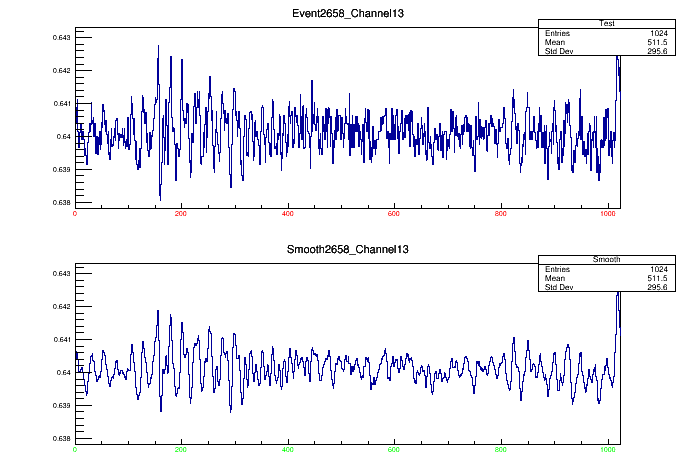 Event2658_Channel13
Test
Entries 1024
Mean 511.5
Std Dev 295.6
0.643
0.642
0.641
0.64
0.639
0.638
0 200 400 600 800 1000
Smooth2658_Channel13
Smooth
Entries 1024
Mean 511.5
Std Dev 295.6
0.643
0.642
0.641
0.64
0.639
0.638
0 200 400 600 800 1000